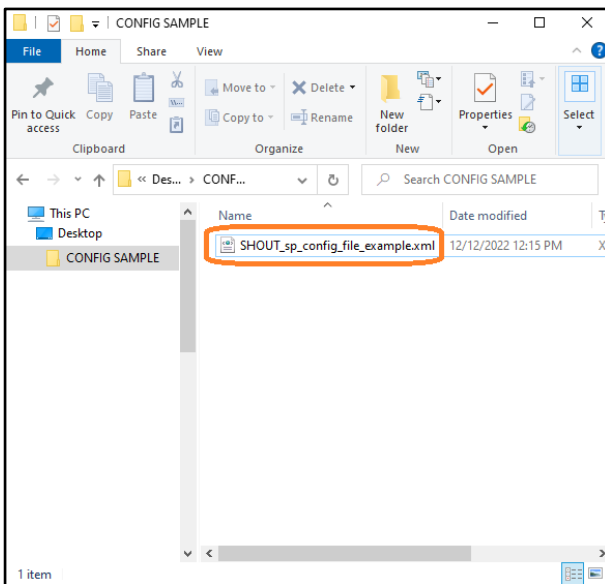 CONFIG SAMPLE
File Home Share View
Pin to Quick access
Copy
Paste
Move to
Copy to
Delete
Rename
New folder
Properties
Select
Clipboard Organize New Open
« Des... › CONF... Search CONFIG SAMPLE
This PC
Desktop
CONFIG SAMPLE
Name Date modified
SHOUT_sp_config_file_example.xml 12/12/2022 12:15 PM X
1 item